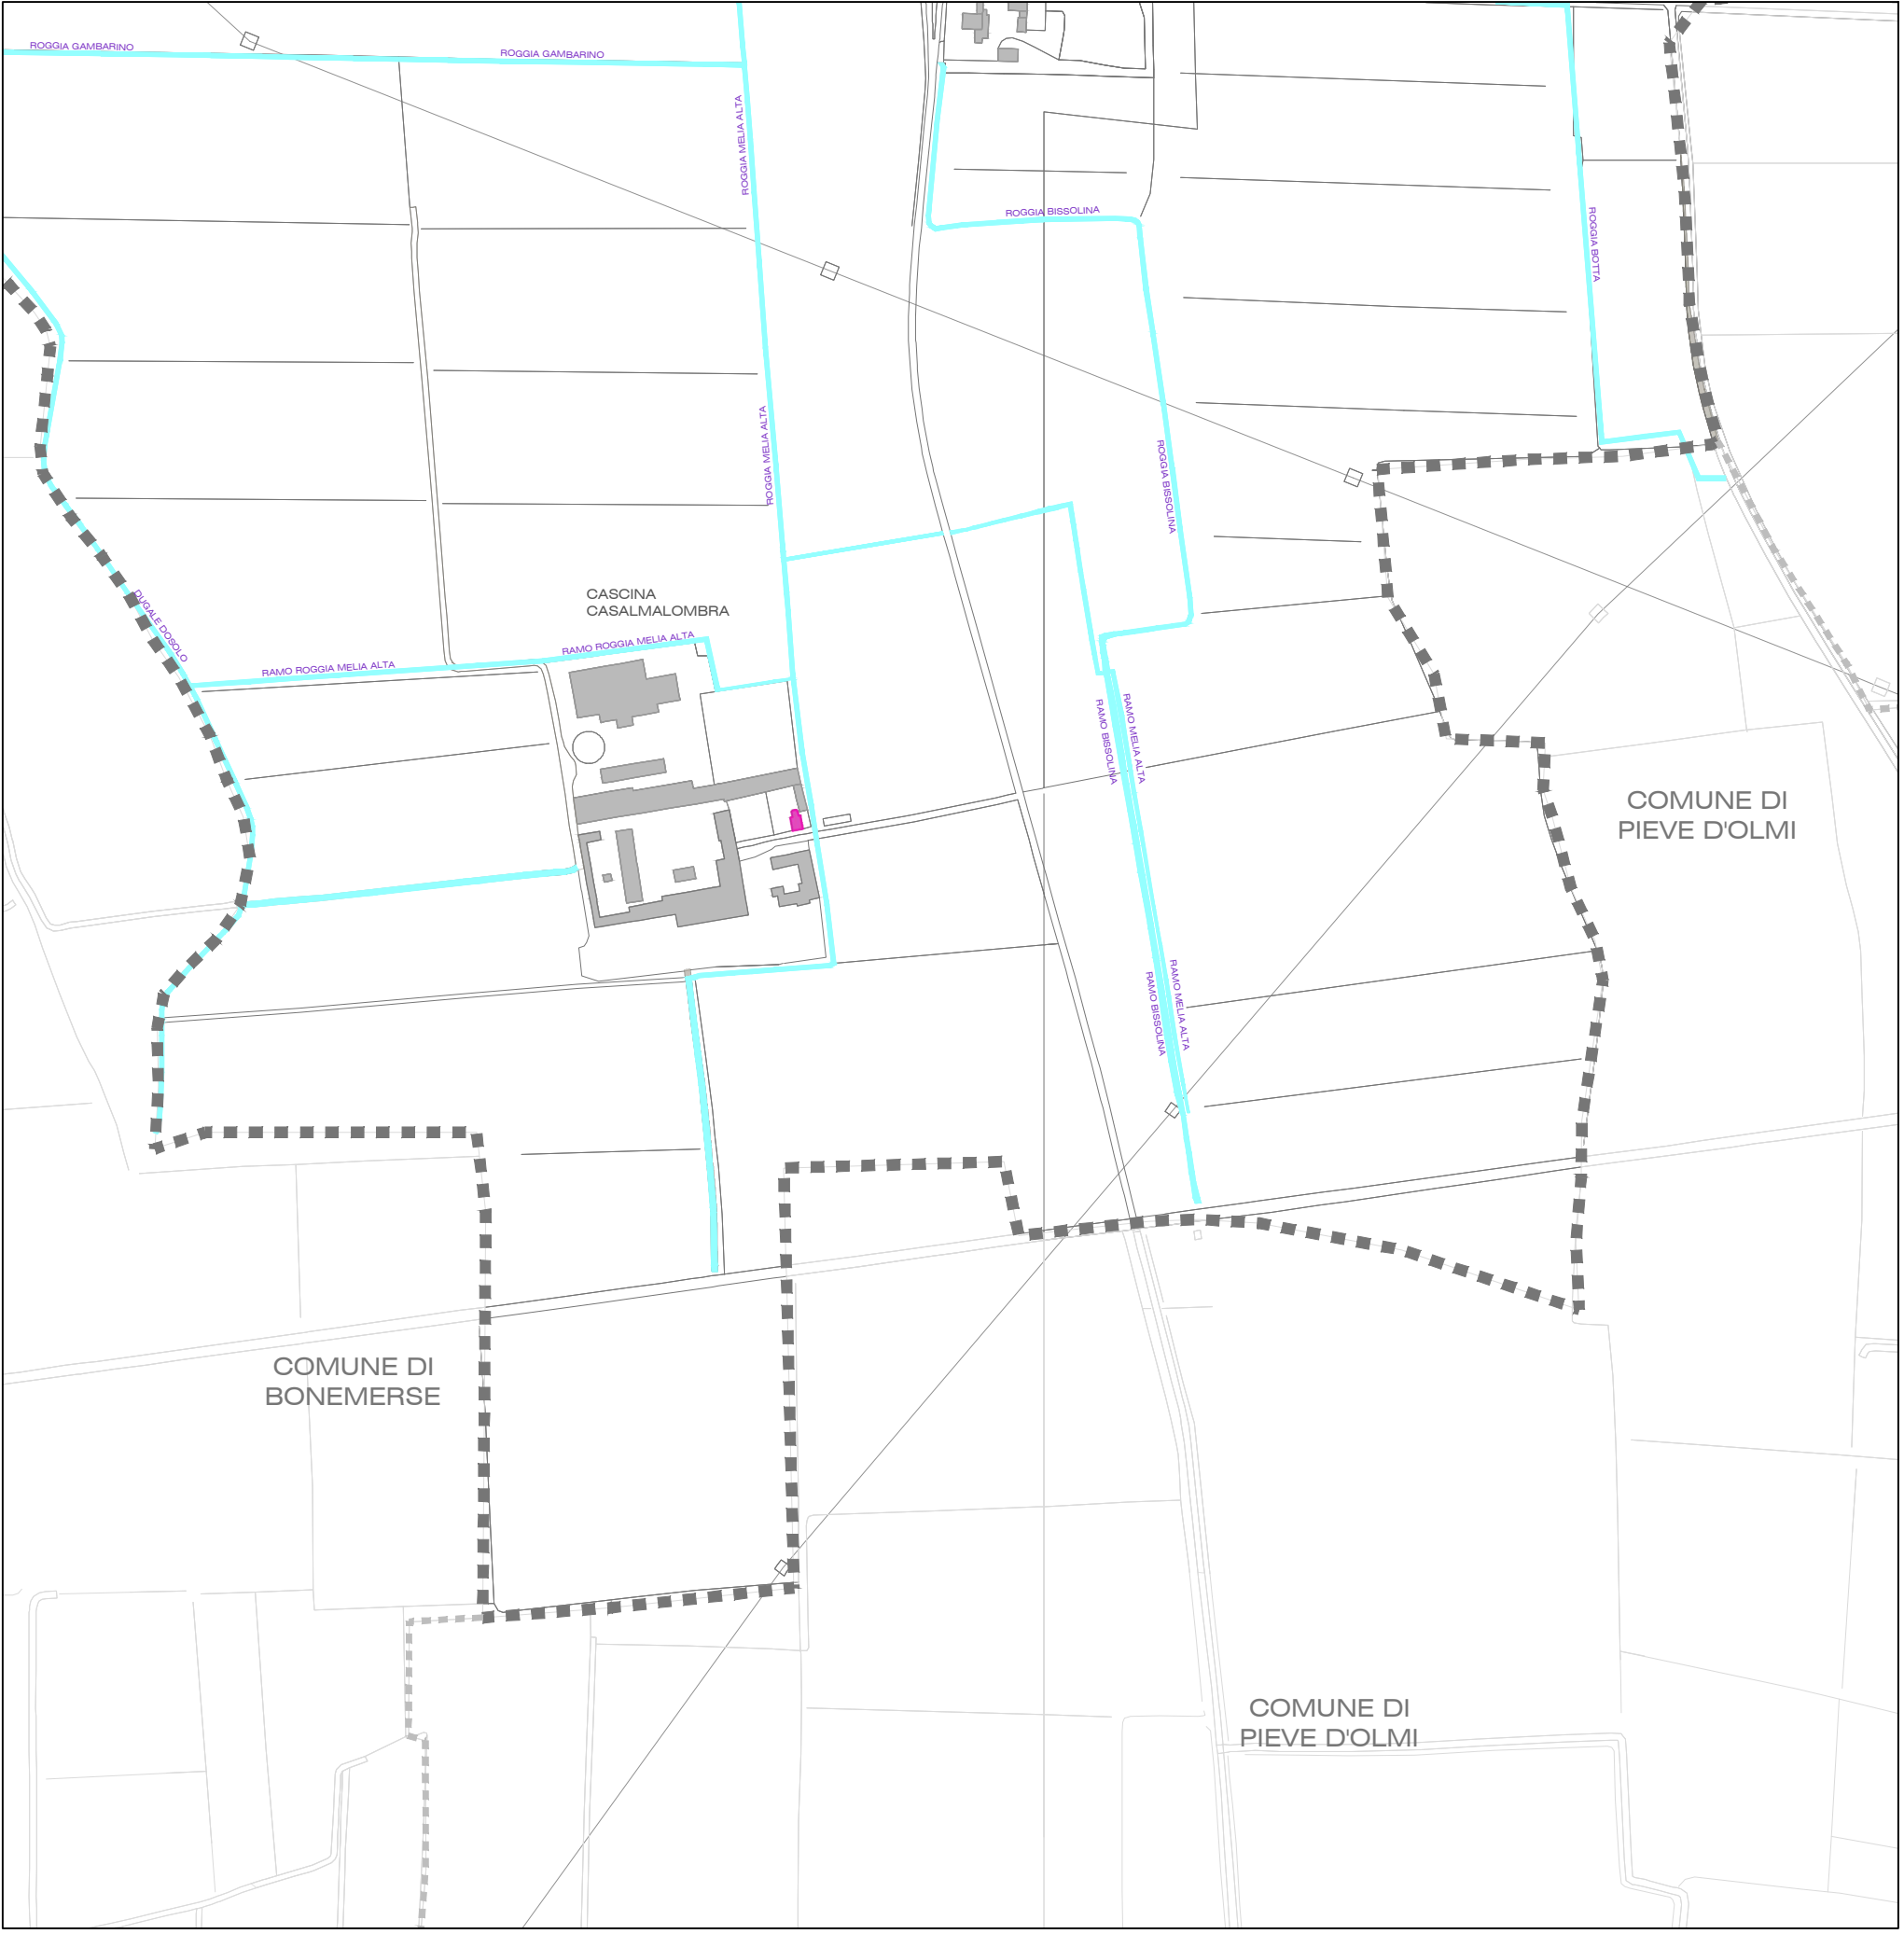 ROGGIA GAMBARINO
ROGGIA GAMBARINO
ROGGIA MELIA ALTA
ROGGIA BISSOLINA
ROGGIA BOTTA
ROGGIA MELIA ALTA
ROGGIA BISSOLINA
CASCINA
CASALMALOMBRA
DUGALE DOSOLO
RAMO ROGGIA MELIA ALTA
RAMO ROGGIA MELIA ALTA
RAMO BISSOLINA
RAMO MELIA ALTA
COMUNE DI
PIEVE D'OLMI
RAMO BISSOLINA
RAMO MELIA ALTA
COMUNE DI
BONEMERSE
COMUNE DI
PIEVE D'OLMI